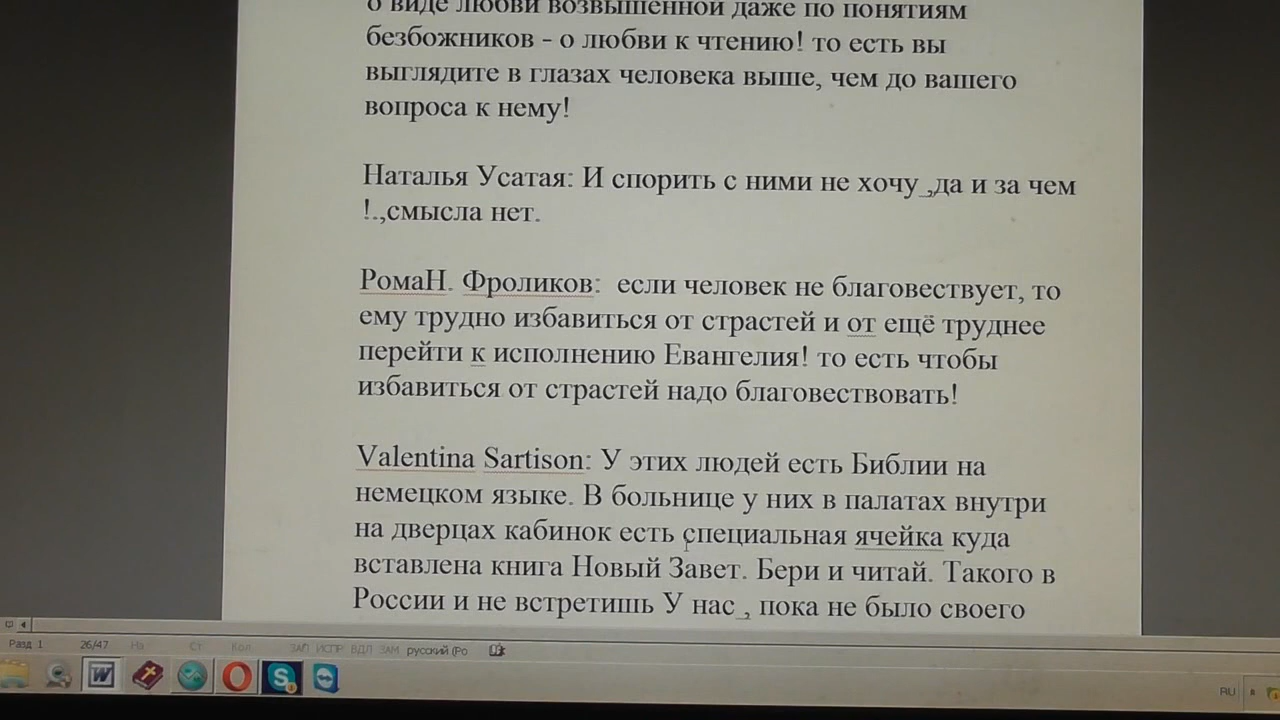 о виде любви возвышенной даже по понятиям
безбожников - о любви к чтению! то есть вы
выглядите в глазах человека выше, чем до вашего
вопроса к нему!
Наталья Усатая: И спорить с ними не хочу ,да и за чем
!.,смысла нет.
РомаН. Фроликов: если человек не благовествует, то
ему трудно избавиться от страстей и от ещё труднее
перейти к исполнению Евангелия! то есть чтобы
избавиться от страстей надо благовествовать!
Valentina Sartison: У этих людей есть Библии на
немецком языке. В больнице у них в палатах внутри
на дверцах кабинок есть специальная ячейка куда
вставлена книга Новый Завет. Бери и читай. Такого в
России и не встретишь У нас , пока не было своего
Разд 1 26/47 На Ст Кол ЗАП ИСПР ВДЛ ЗАМ русский (Ро
W S RU